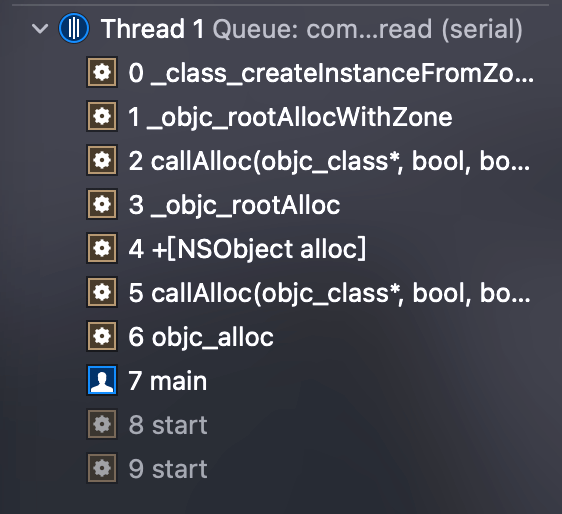 Thread 1 Queue: com...read (serial)
0 _class_createInstanceFromZo...
1 _objc_rootAllocWithZone
2 callAlloc(objc_class*, bool, bo...
3 _objc_rootAlloc
4 +[NSObject alloc]
5 callAlloc(objc_class*, bool, bo...
6 objc_alloc
7 main
8 start
9 start